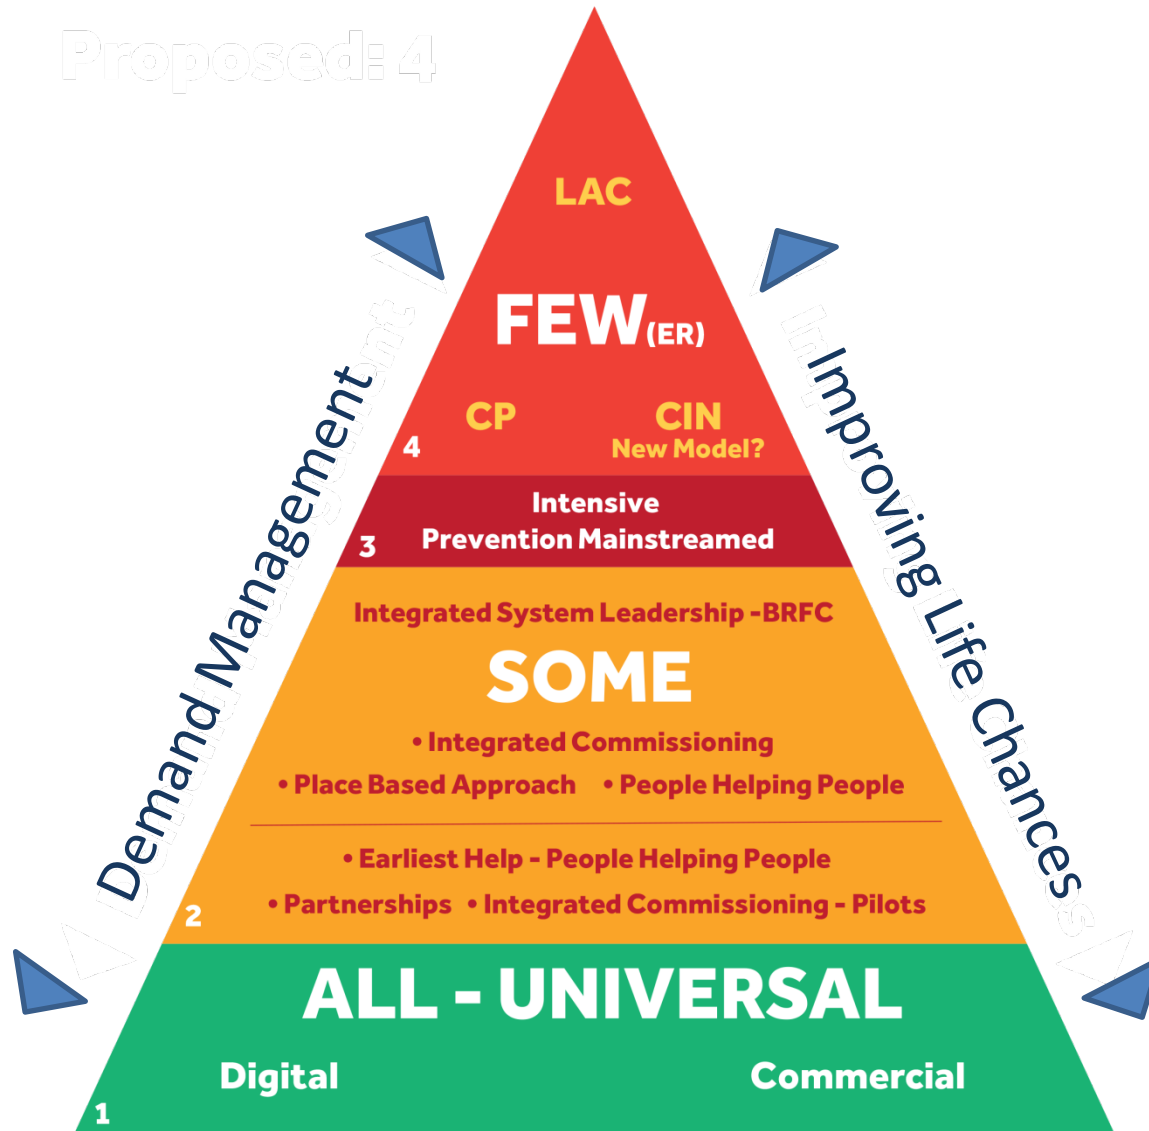 Proposed: 4
LAC
FEW(ER)
CP CIN
New Model?
4
Intensive
Prevention Mainstreamed
3
Integrated System Leadership -BRFC
SOME
• Integrated Commissioning
• Place Based Approach • People Helping People
• Earliest Help - People Helping People
• Partnerships • Integrated Commissioning - Pilots
2
ALL - UNIVERSAL
Digital Commercial
1
Demand Management
Improving Life Chances